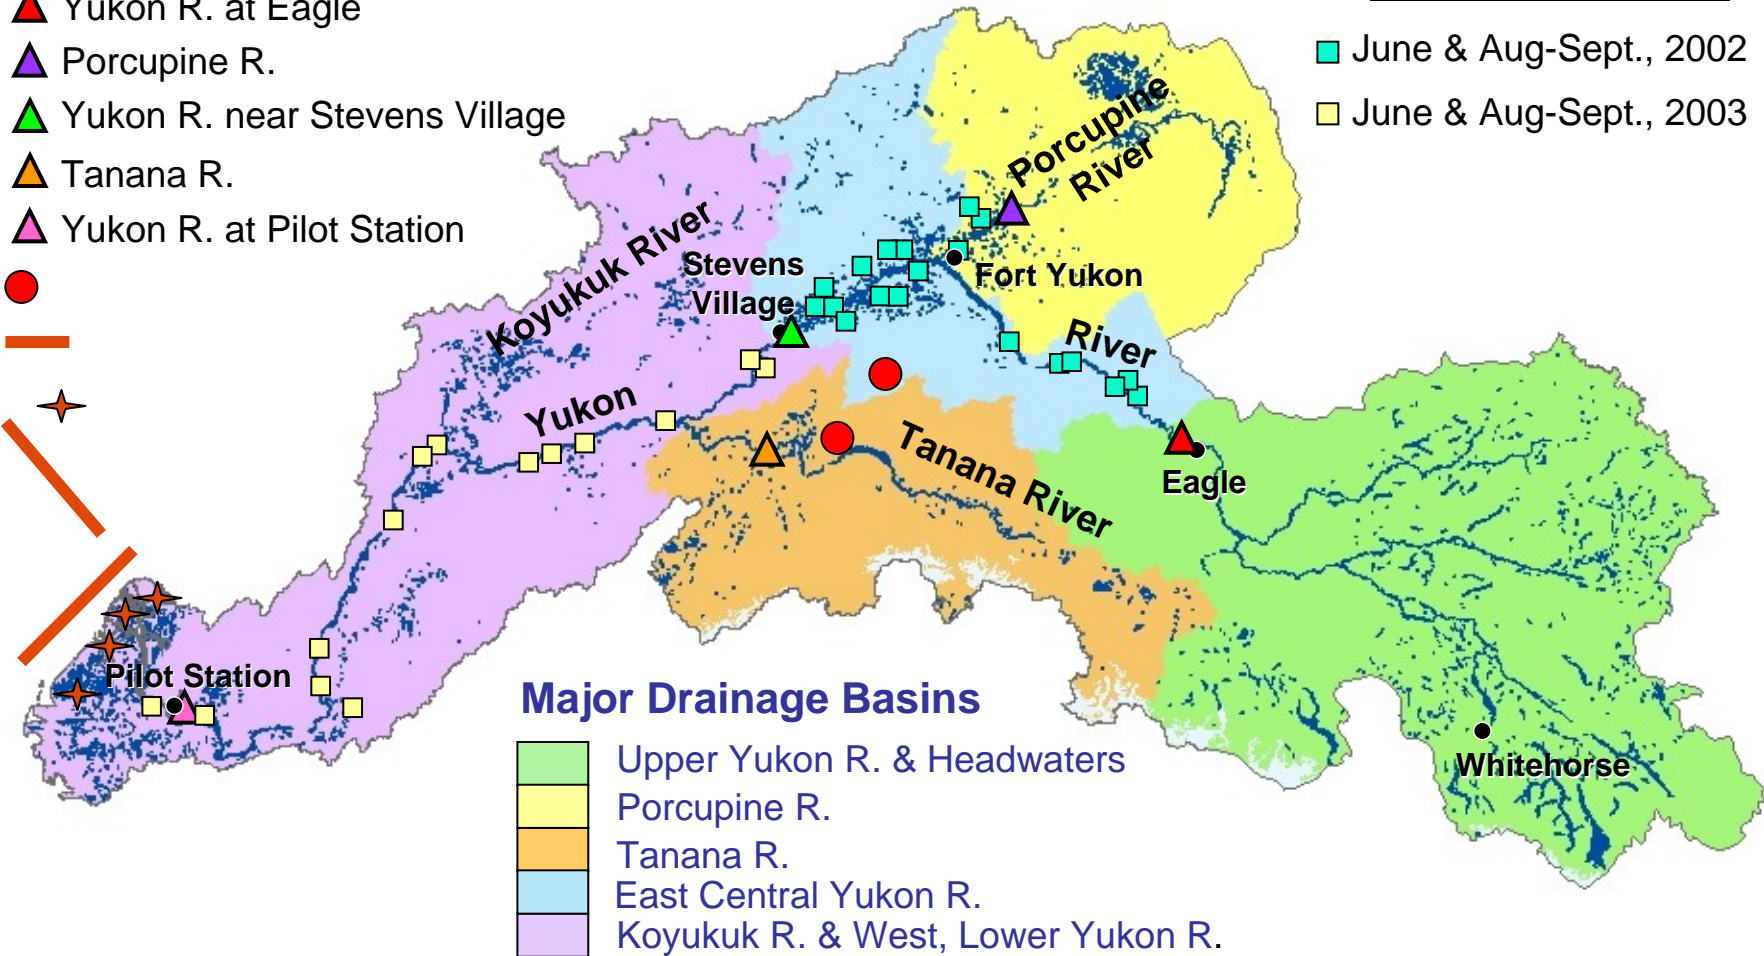 Yukon R. at Eagle
Porcupine R.
Yukon R. near Stevens Village
Tanana R.
Yukon R. at Pilot Station
June & Aug-Sept., 2002
June & Aug-Sept., 2003
Porcupine
River
Koyukuk River
Stevens
Village
Fort Yukon
River
Yukon
Tanana River
Eagle
Pilot Station
Whitehorse
Major Drainage Basins
Upper Yukon R. & Headwaters
Porcupine R.
Tanana R.
East Central Yukon R.
Koyukuk R. & West, Lower Yukon R.